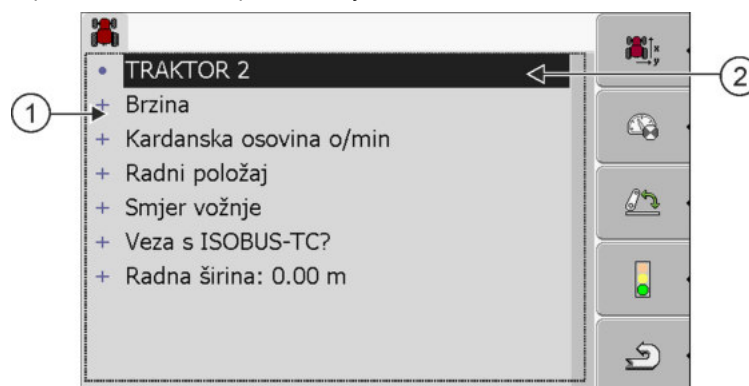 TRAKTOR 2
+ Brzina
+ Kardanska osovina o/min
+ Radni položaj
+ Smjer vožnje
+ Veza s ISOBUS-TC?
+ Radna širina: 0.00 m
1
2
x
y